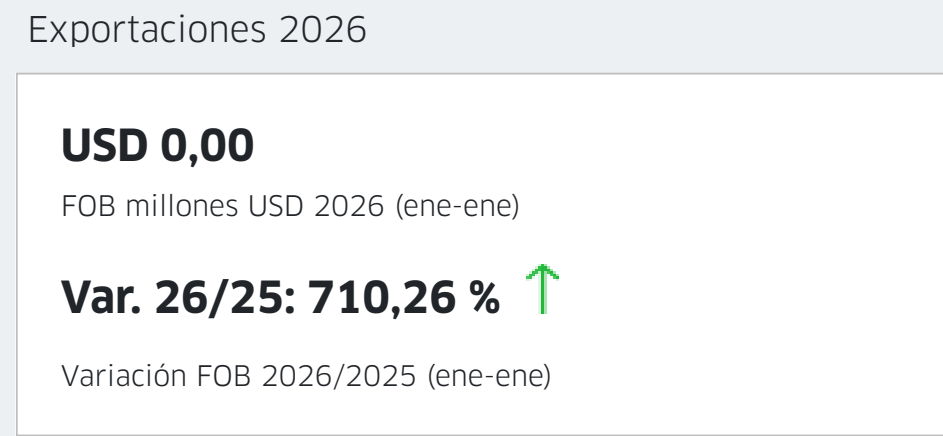 Exportaciones 2026
USD 0,00
FOB millones USD 2026 (ene-ene)
Var. 26/25: 710,26 %
Variación FOB 2026/2025 (ene-ene)